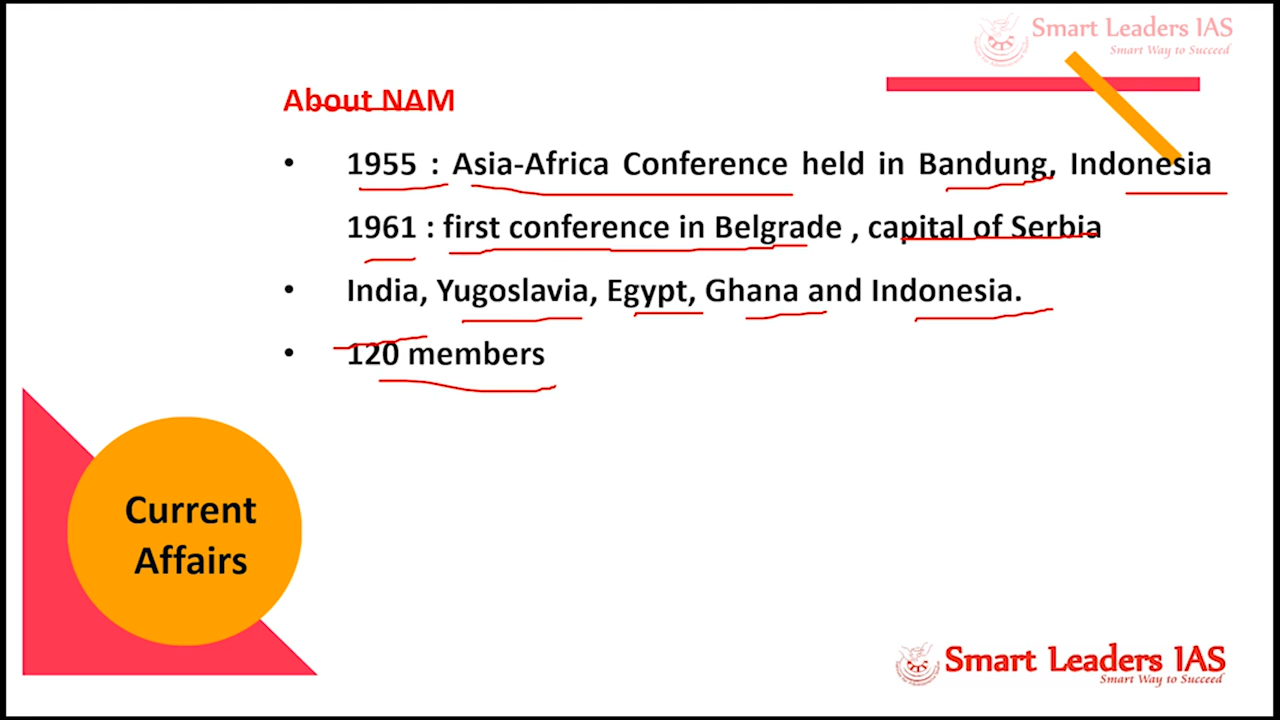 Smart Leaders IAS
Smart Way to Succeed
About NAM
• 1955 : Asia-Africa Conference held in Bandung, Indonesia
1961 : first conference in Belgrade , capital of Serbia
• India, Yugoslavia, Egypt, Ghana and Indonesia.
• 120 members
Current
Affairs
Smart Leaders IAS
Smart Way to Succeed